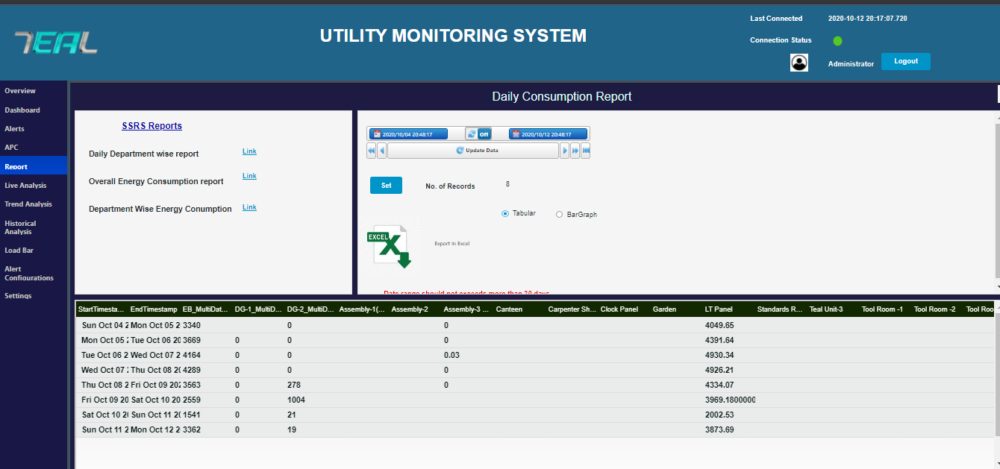 TEAL
UTILITY MONITORING SYSTEM
Last Connected 2020-10-12 20:17:07.720
Connection Status
Administrator Logout
Overview
Dashboard
Alerts
APC
Report
Live Analysis
Trend Analysis
Historical
Analysis
Load Bar
Alert
Configurations
Settings
Daily Consumption Report
SSRS Reports
Daily Department wise report Link
Overall Energy Consumption report Link
Department Wise Energy Conumption Link
2020/10/04 20:48:17 Off 2020/10/12 20:48:17
Update Data
Set No. of Records 8
Tabular BarGraph
EXCEL
Export In Excel
Date range should not exceeds more than 30 days
StartTimesta... EndTimestamp EB_MultiDat... DG-1_MultiD... DG-2_MultiD... Assembly-1(... Assembly-2 Assembly-3 ... Canteen Carpenter Sh... Clock Panel Garden LT Panel Standards R... Teal Unit-3 Tool Room -1 Tool Room -2 Tool Roo
Sun Oct 04 2 Mon Oct 05 2 3340 0 0 4049.65
Mon Oct 05 2 Tue Oct 06 20 3669 0 0 0 4391.64
Tue Oct 06 2 Wed Oct 07 2 4164 0 0 0.03 4930.34
Wed Oct 07 2 Thu Oct 08 20 4289 0 0 0 4926.21
Thu Oct 08 2 Fri Oct 09 202 3563 0 278 0 4334.07
Fri Oct 09 20 Sat Oct 10 20 2559 0 1004 3969.1800000
Sat Oct 10 20 Sun Oct 11 20 1541 0 21 2002.53
Sun Oct 11 2 Mon Oct 12 2 3362 0 19 3873.69